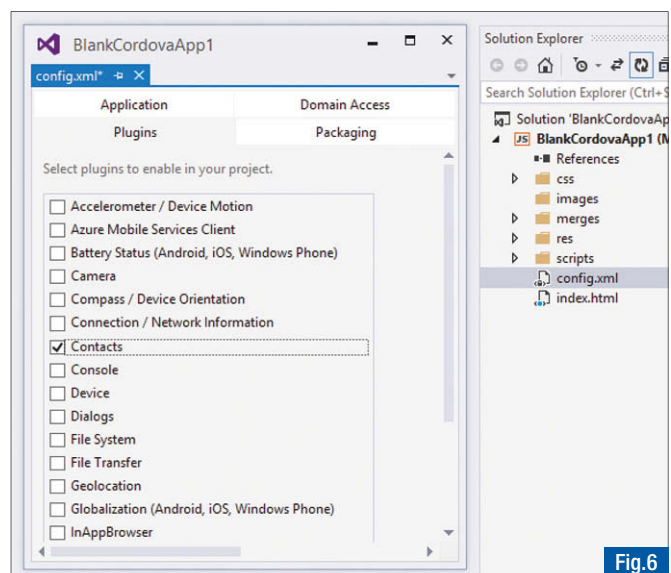 BlankCordovaApp1
config.xml*
Application
Domain Access
Plugins
Packaging
Select plugins to enable in your project.
Accelerometer / Device Motion
Azure Mobile Services Client
Battery Status (Android, iOS, Windows Phone)
Camera
Compass / Device Orientation
Connection / Network Information
Contacts
Console
Device
Dialogs
File System
File Transfer
Geolocation
Globalization (Android, iOS, Windows Phone)
InAppBrowser
Solution Explorer
Search Solution Explorer (Ctrl+$
Solution 'BlankCordovaAp
JS BlankCordovaApp1 (M
References
css
images
merges
res
scripts
config.xml
index.html
Fig.6